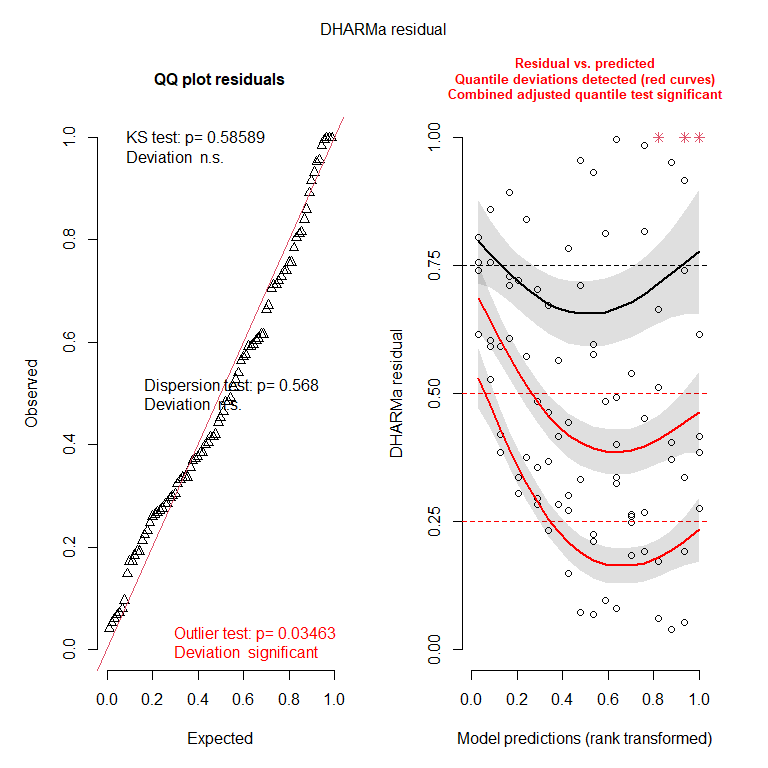 DHARMa residual
QQ plot residuals
KS test: p= 0.58589
Deviation n.s.
Dispersion test: p= 0.568
Deviation n.s.
Outlier test: p= 0.03463
Deviation significant
Observed
0.0 0.2 0.4 0.6 0.8 1.0
0.0 0.2 0.4 0.6 0.8 1.0
Expected
Residual vs. predicted
Quantile deviations detected (red curves)
Combined adjusted quantile test significant
DHARMa residual
0.00 0.25 0.50 0.75 1.00
0.0 0.2 0.4 0.6 0.8 1.0
Model predictions (rank transformed)